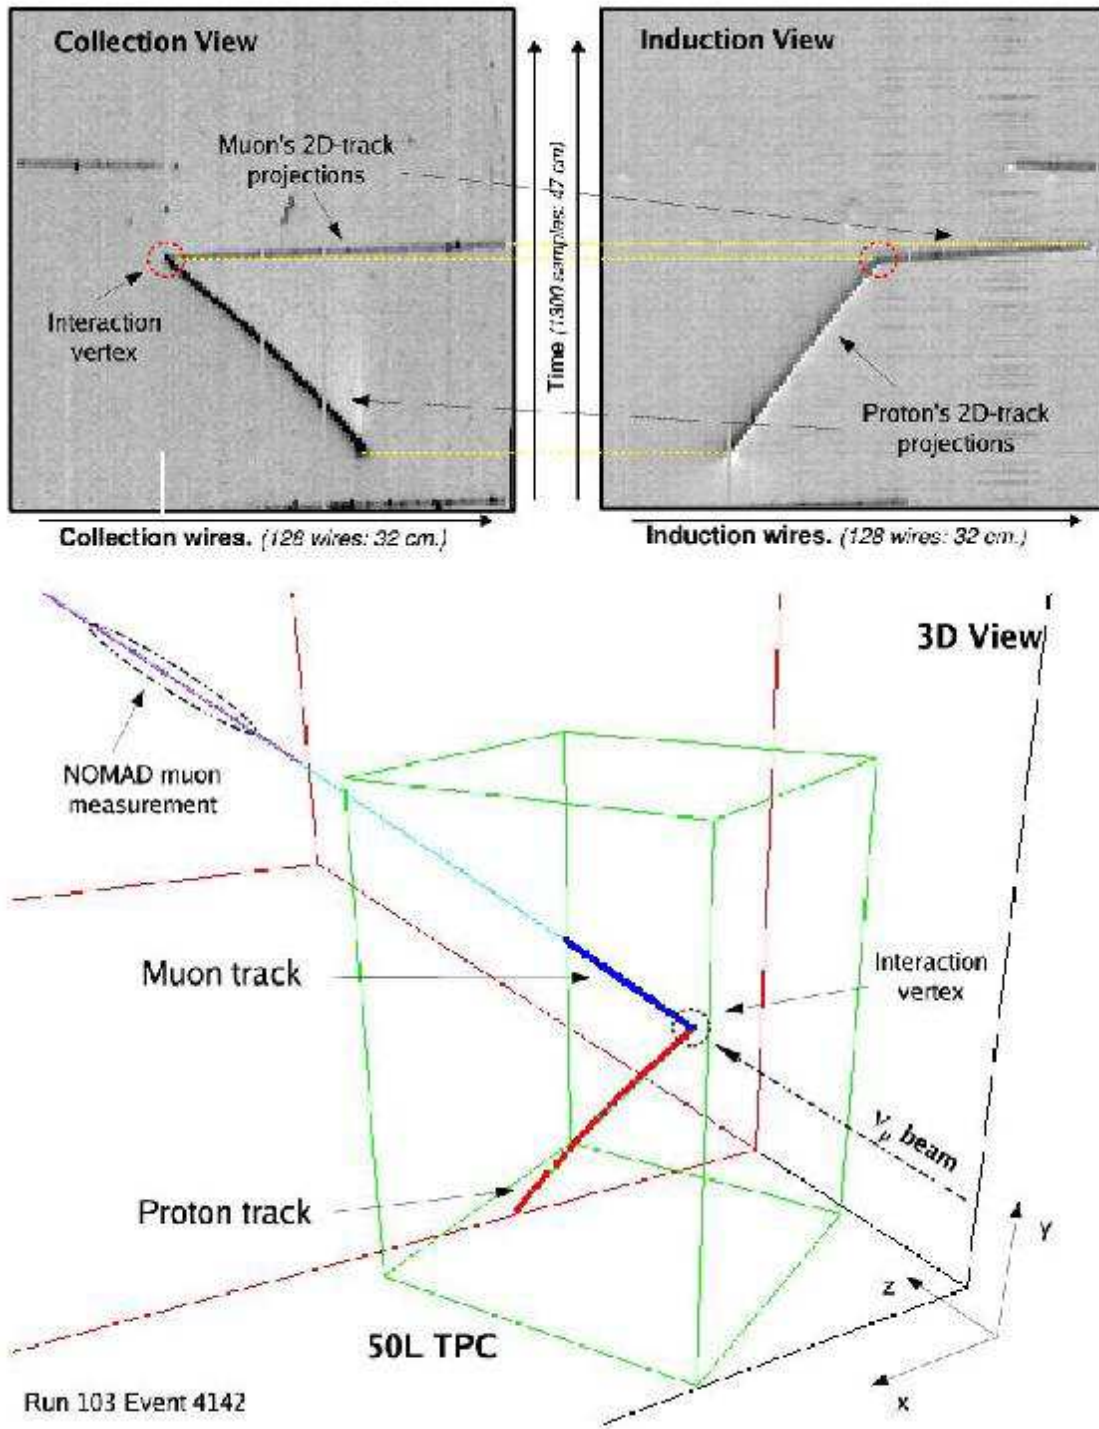 Collection View
Induction View
Muon's 2D-track
projections
Interaction
vertex
Time (1300 samples: 47 cm)
Proton's 2D-track
projections
Collection wires. (128 wires: 32 cm.)
Induction wires. (128 wires: 32 cm.)
3D View
NOMAD muon
measurement
Muon track
Interaction
vertex
νμ beam
Proton track
Y
Z
X
50L TPC
Run 103 Event 4142